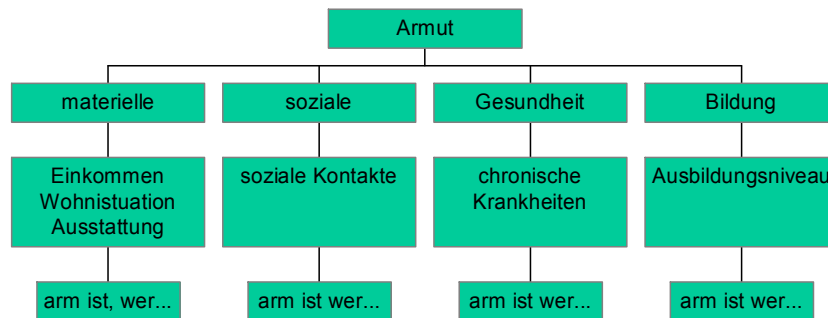 Armut
materielle
soziale
Gesundheit
Bildung
Einkommen
Wohnistuation
Ausstattung
soziale Kontakte
chronische
Krankheiten
Ausbildungsniveau
arm ist, wer...
arm ist wer...
arm ist wer...
arm ist wer...